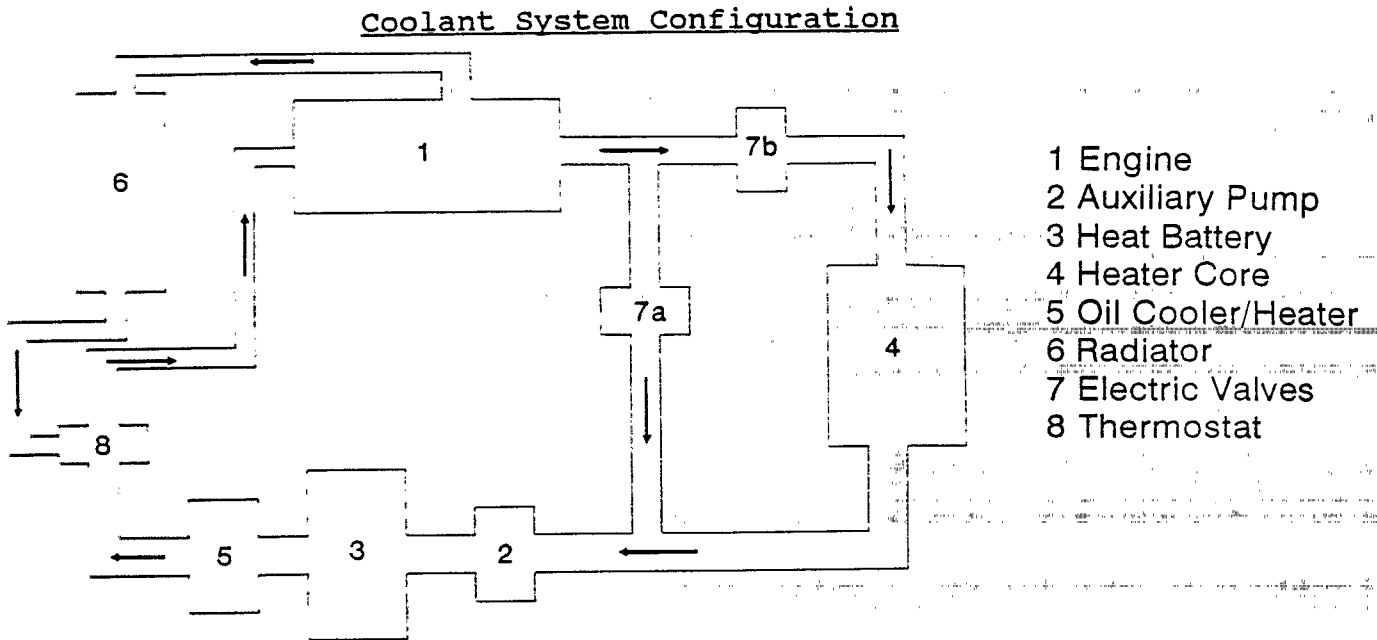 Coolant System Configuration
1
7b
6
7a
4
8
5
3
2
1 Engine
2 Auxiliary Pump
3 Heat Battery
4 Heater Core
5 Oil Cooler/Heater
6 Radiator
7 Electric Valves
8 Thermostat